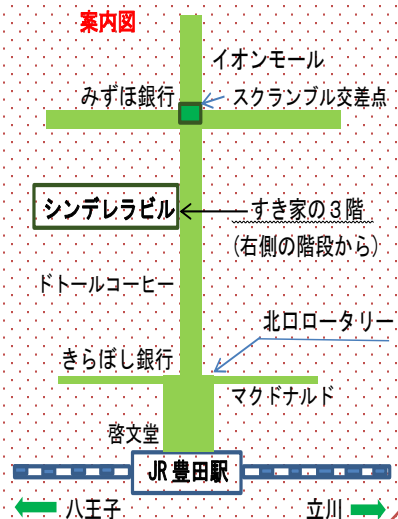 案内図
イオンモール
みずほ銀行
スクランブル交差点
シンデレラビル
すき家の３階
(右側の階段から)
ドトールコーヒー
北口ロータリー
きらぼし銀行
マクドナルド
啓文堂
JR 豊田駅
八王子
立川